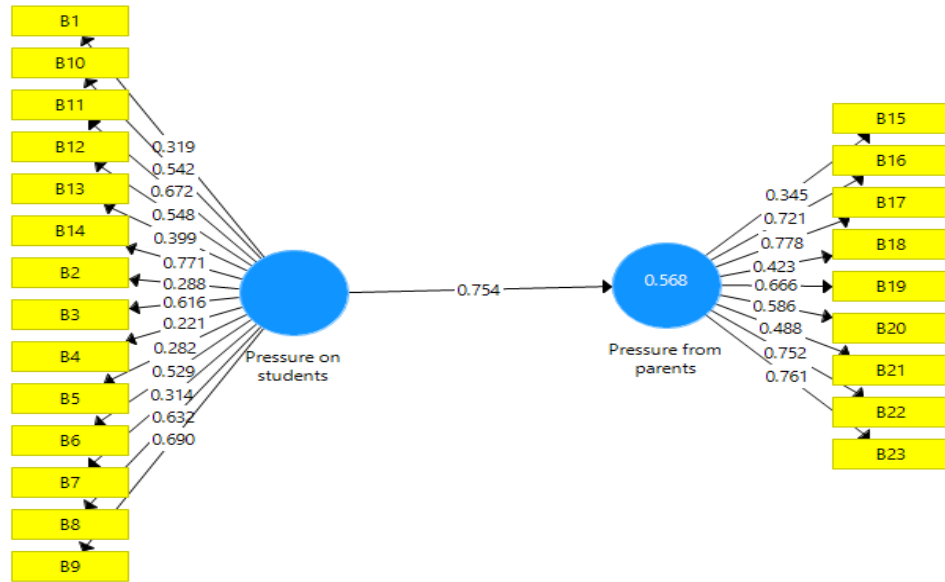 B1
B10
B11
B12
B13
B14
B2
B3
B4
B5
B6
B7
B8
B9
0.319
0.542
0.672
0.548
0.399
0.771
0.288
0.616
0.221
0.282
0.529
0.314
0.632
0.690
Pressure on
students
0.754
0.568
Pressure from
parents
0.345
0.721
0.778
0.423
0.666
0.586
0.488
0.752
0.761
B15
B16
B17
B18
B19
B20
B21
B22
B23